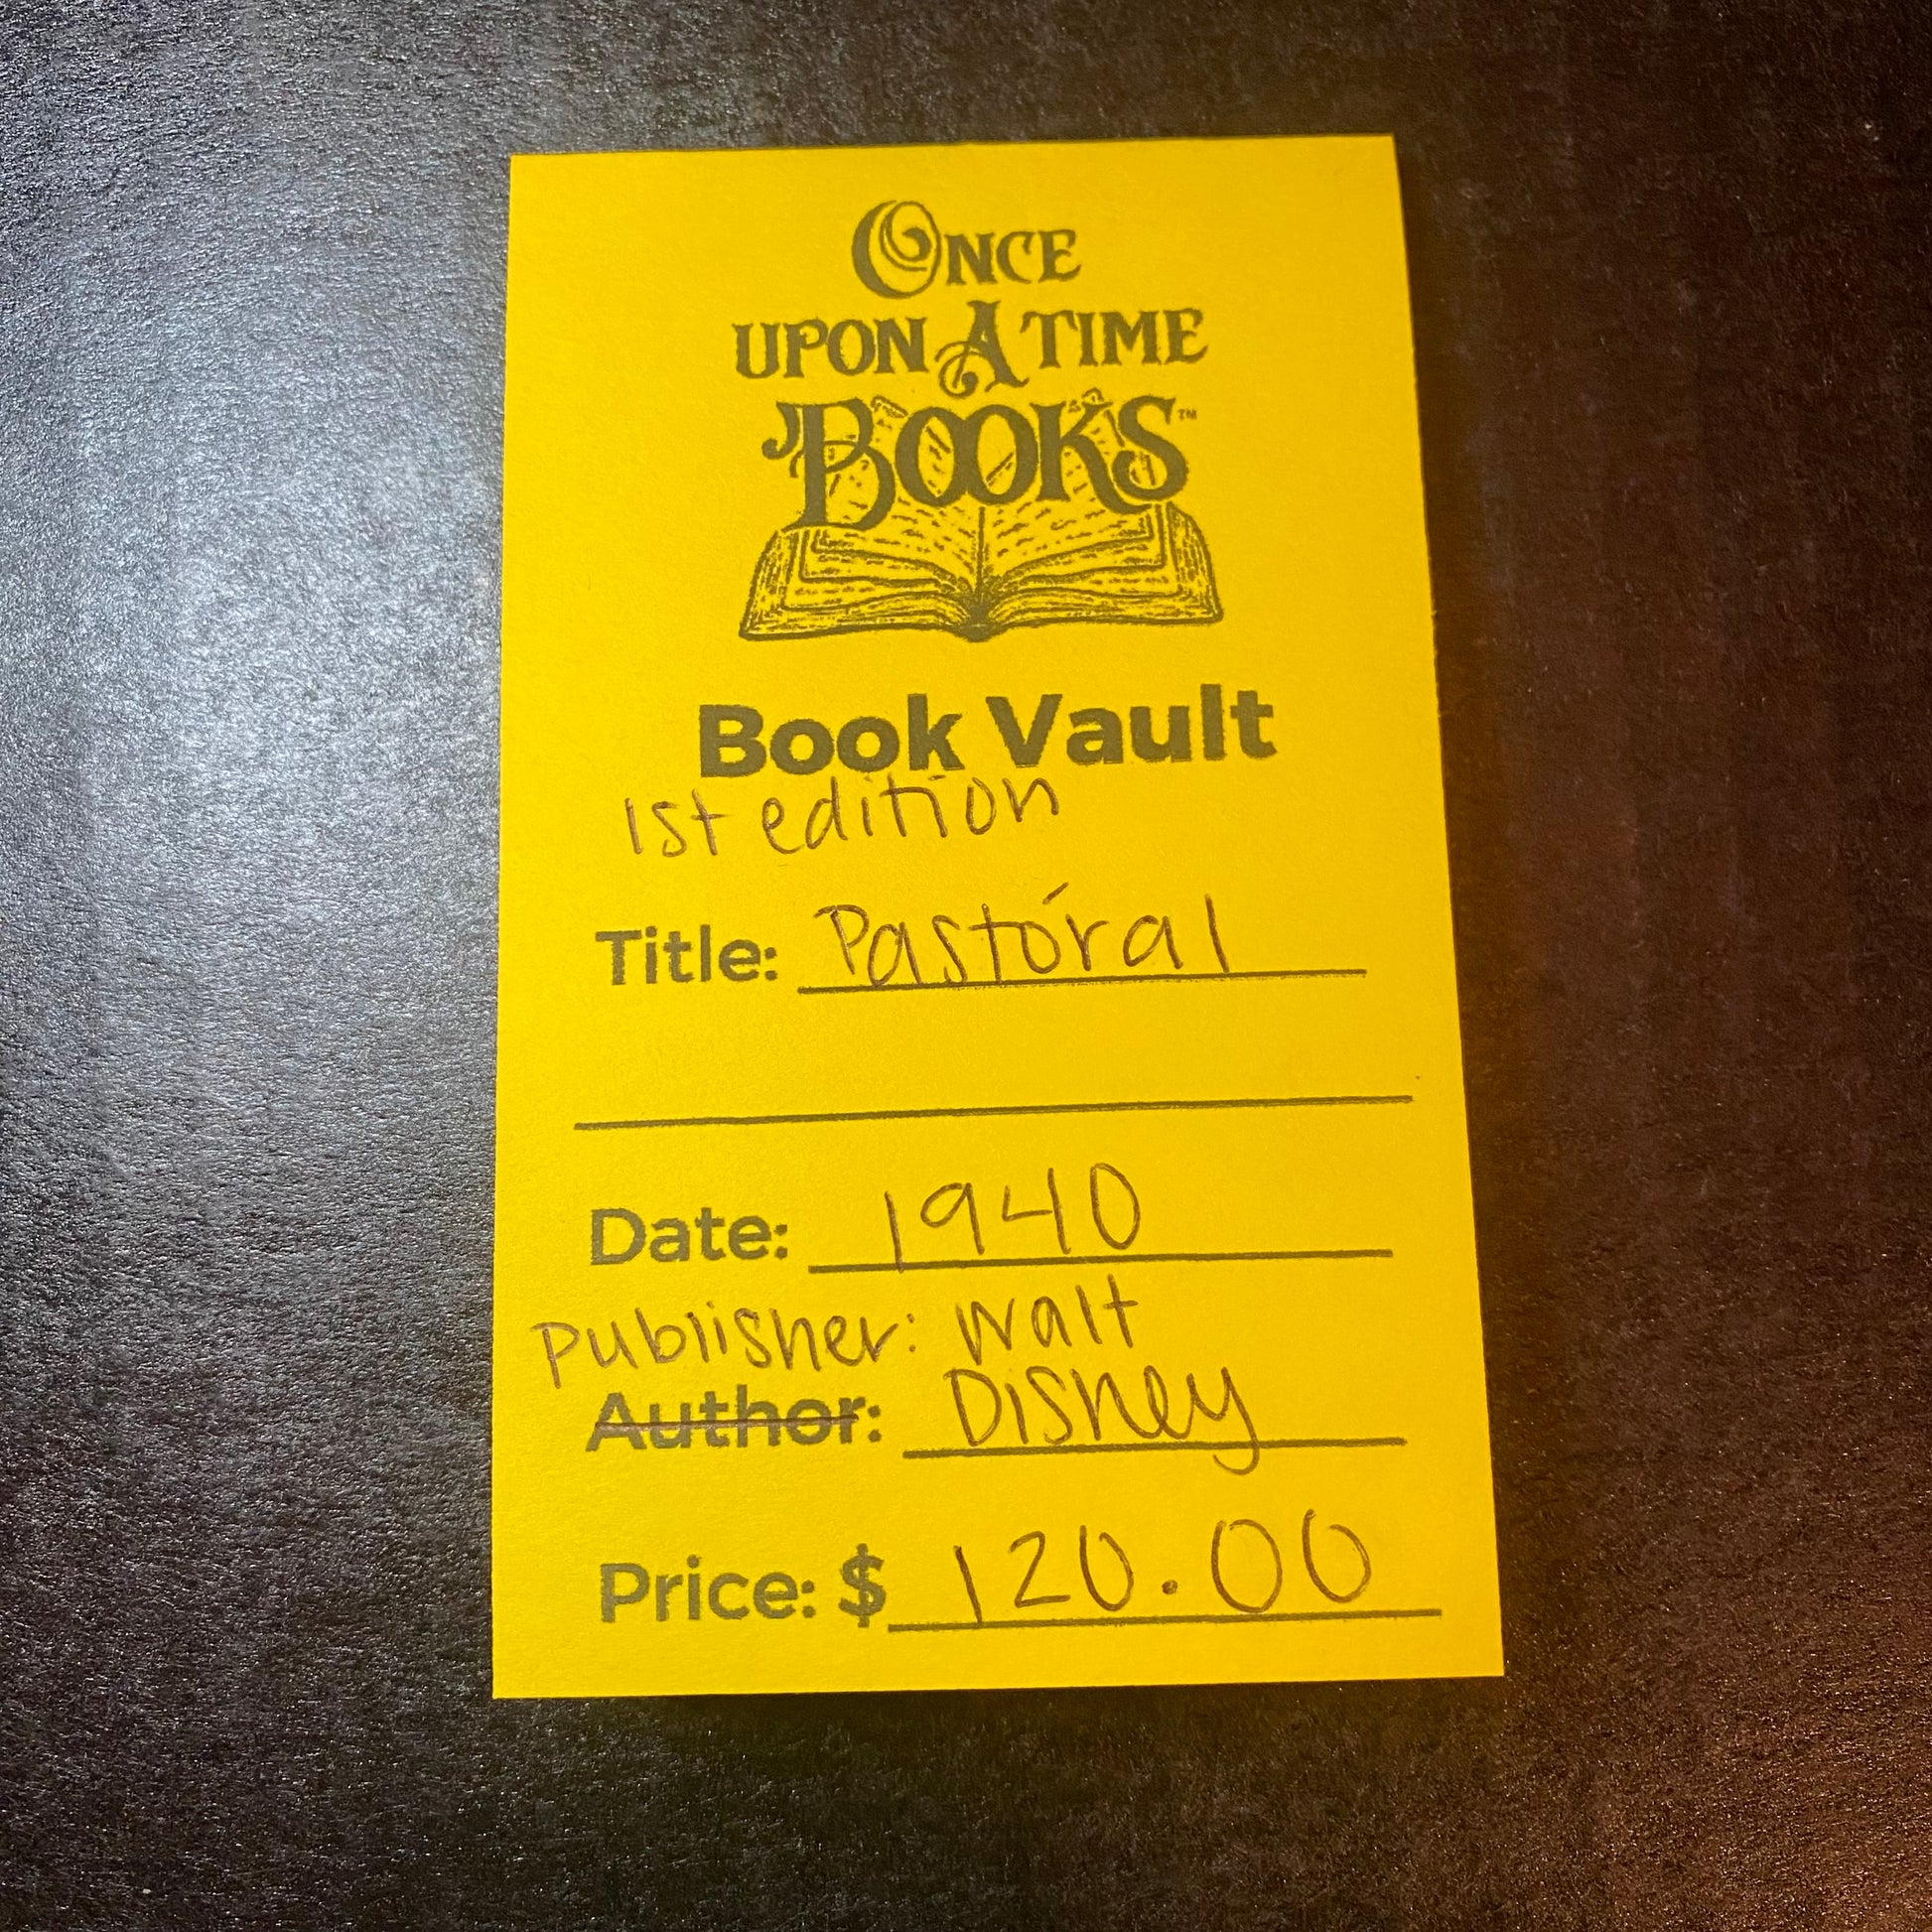 ONCE
UPON A TIME
BOOKS™
Book Vault
1st edition
Title: Pastóral
Date: 1940
Publisher: Walt
Author: Disney
Price: $ 120.00